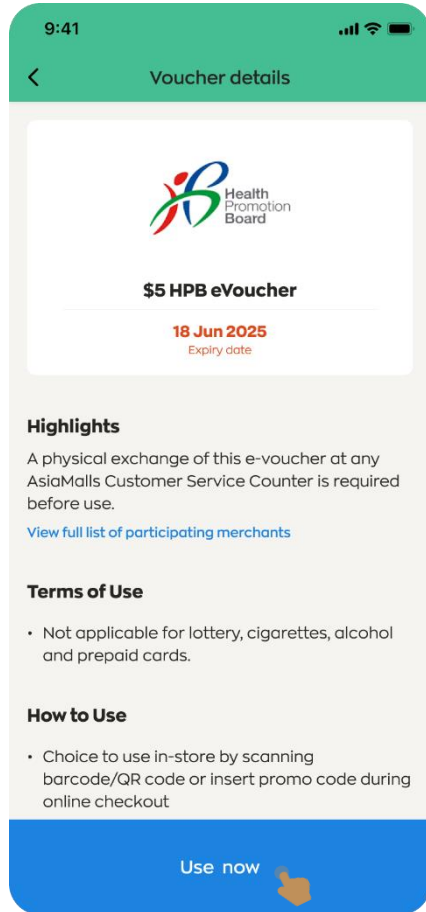 9:41
Voucher details
Health
Promotion
Board
$5 HPB eVoucher
18 Jun 2025
Expiry date
Highlights
A physical exchange of this e-voucher at any
AsiaMalls Customer Service Counter is required
before use.
View full list of participating merchants
Terms of Use
• Not applicable for lottery, cigarettes, alcohol
and prepaid cards.
How to Use
• Choice to use in-store by scanning
barcode/QR code or insert promo code during
online checkout
Use now